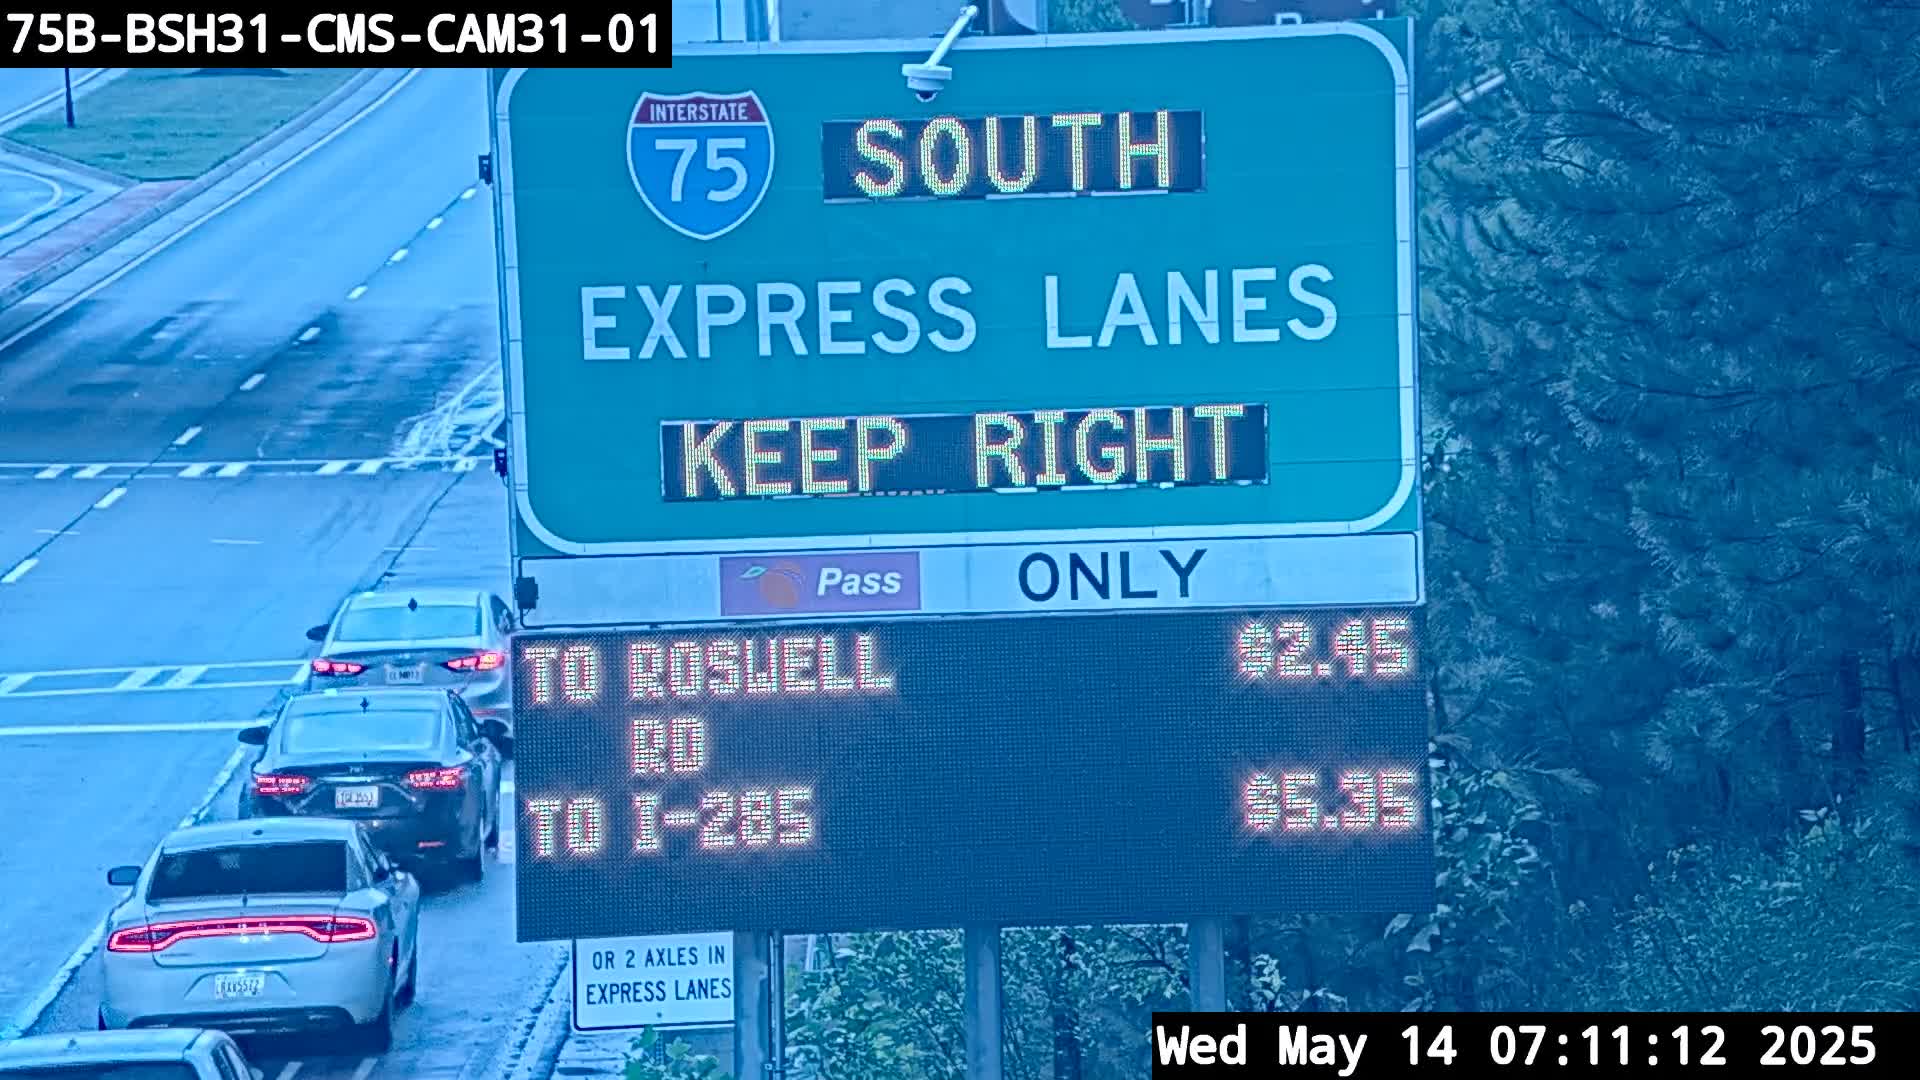 75B-BSH31-CMS-CAM31-01
INTERSTATE
75
SOUTH
EXPRESS LANES
KEEP RIGHT
Pass ONLY
TO ROSWELL $2.45
RD
TO I-285 $5.35
OR 2 AXLES IN
EXPRESS LANES
Wed May 14 07:11:12 2025